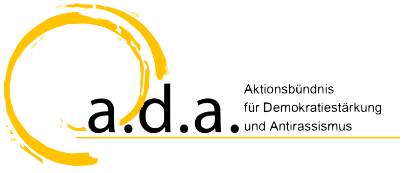 a.d.a.
Aktionsbündnis
für Demokratiestärkung
und Antirassismus